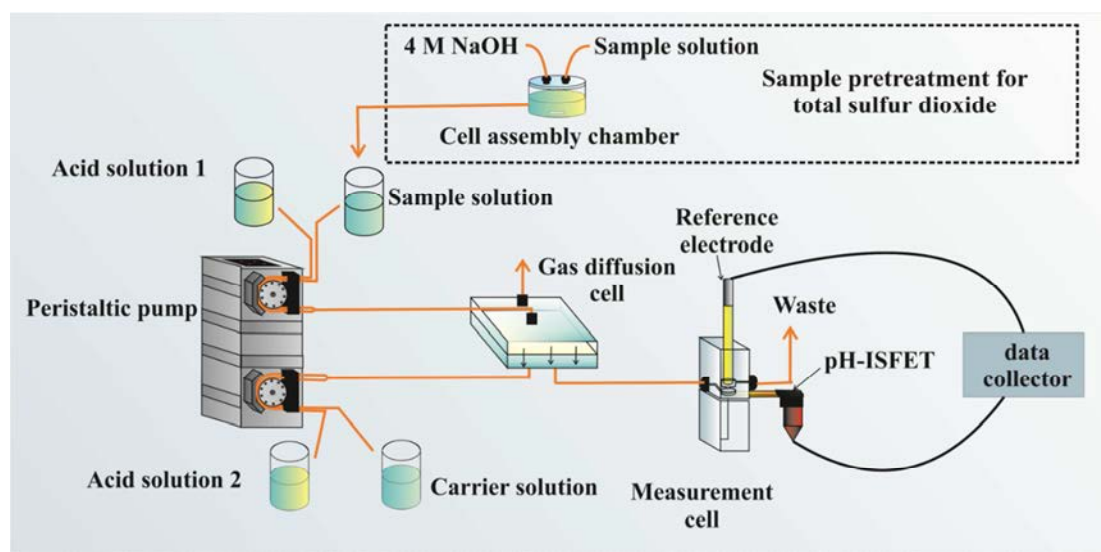 4 M NaOH
Sample solution
Sample pretreatment for
total sulfur dioxide
Cell assembly chamber
Acid solution 1
Sample solution
Reference
electrode
Gas diffusion
cell
Peristaltic pump
Waste
pH-ISFET
data
collector
Acid solution 2
Carrier solution
Measurement
cell